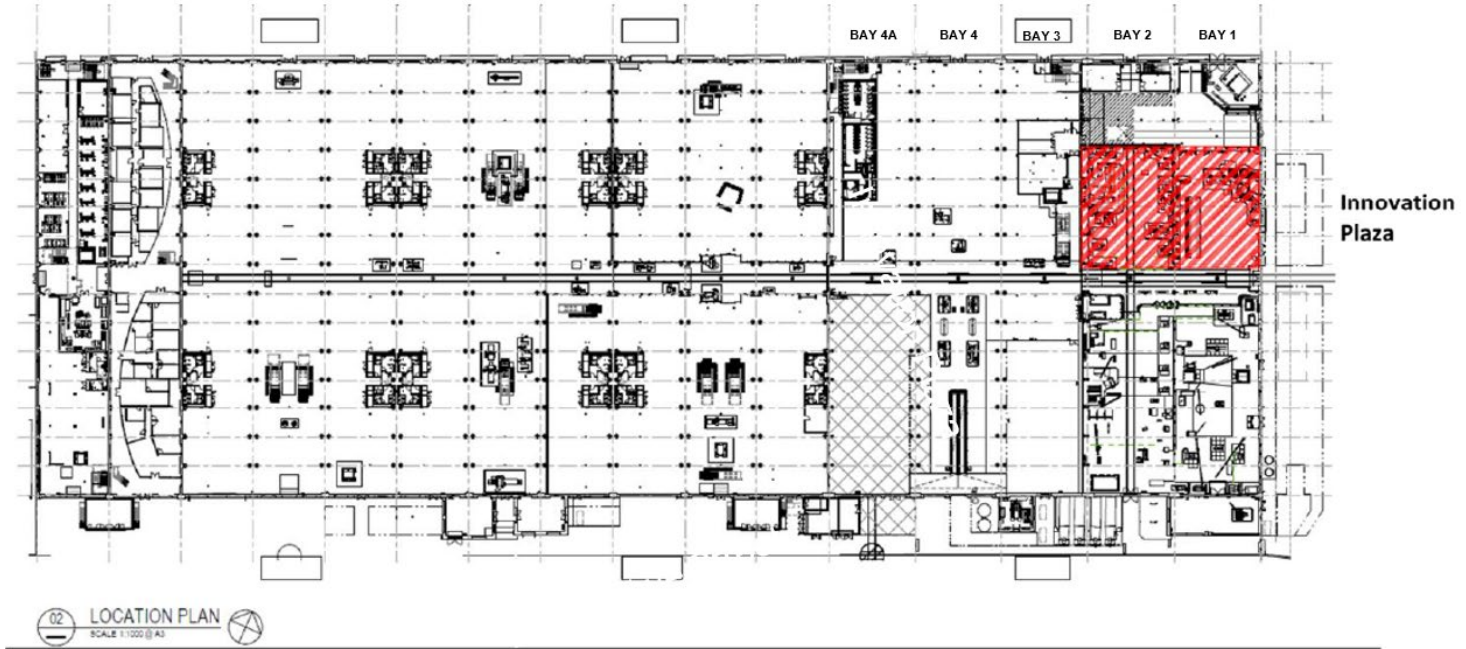 BAY 4A
BAY 4
BAY 3
BAY 2
BAY 1
Innovation
Plaza
02
LOCATION PLAN
SCALE 1:1000 @ A3